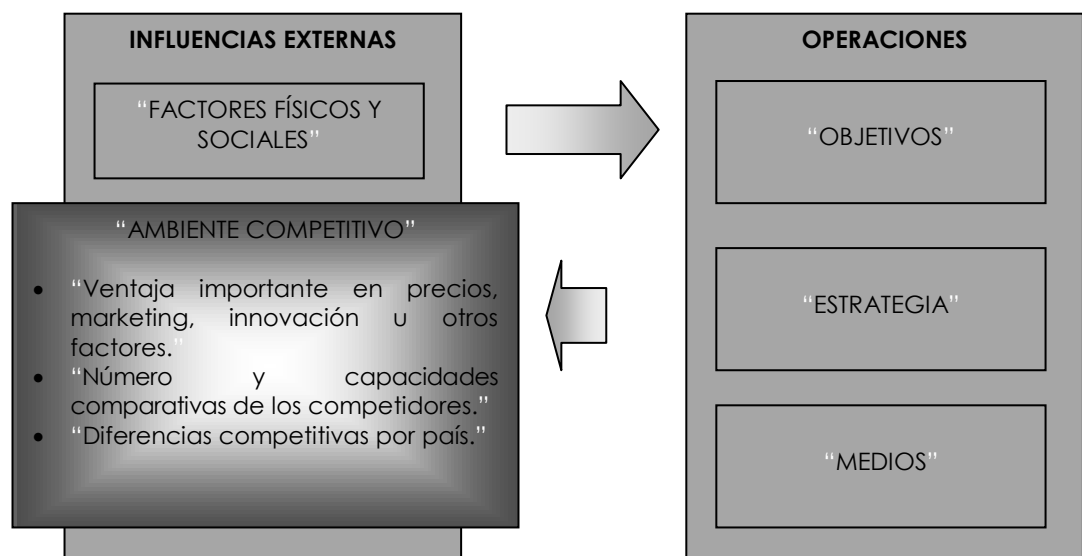 INFLUENCIAS EXTERNAS
“FACTORES FÍSICOS Y
SOCIALES”
“AMBIENTE COMPETITIVO”
• “Ventaja importante en precios,
marketing, innovación u otros
factores.”
• “Número y capacidades
comparativas de los competidores.”
• “Diferencias competitivas por país.”
OPERACIONES
“OBJETIVOS”
“ESTRATEGIA”
“MEDIOS”